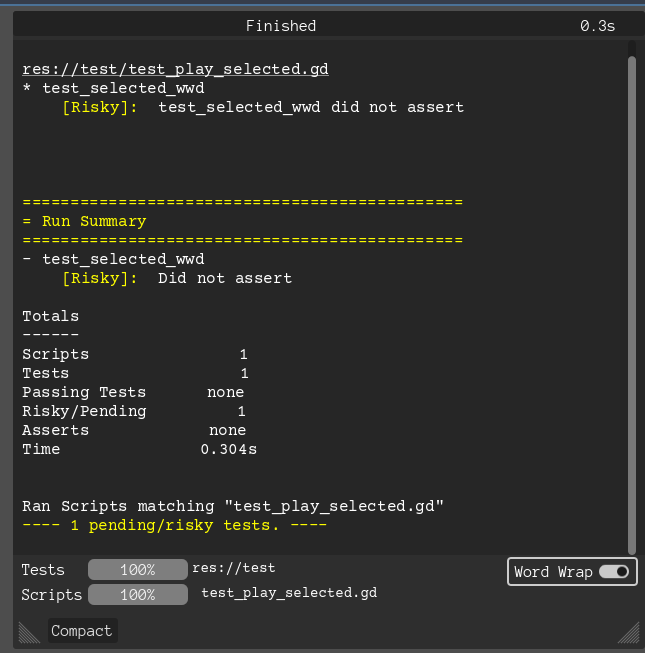 Finished 0.3s
res://test/test_play_selected.gd
* test_selected_wwd
[Risky]: test_selected_wwd did not assert
==============================================
= Run Summary
==============================================
- test_selected_wwd
[Risky]: Did not assert
Totals
------
Scripts 1
Tests 1
Passing Tests none
Risky/Pending 1
Asserts none
Time 0.304s
Ran Scripts matching "test_play_selected.gd"
---- 1 pending/risky tests. ----
Tests 100% res://test
Word Wrap
Scripts 100% test_play_selected.gd
Compact